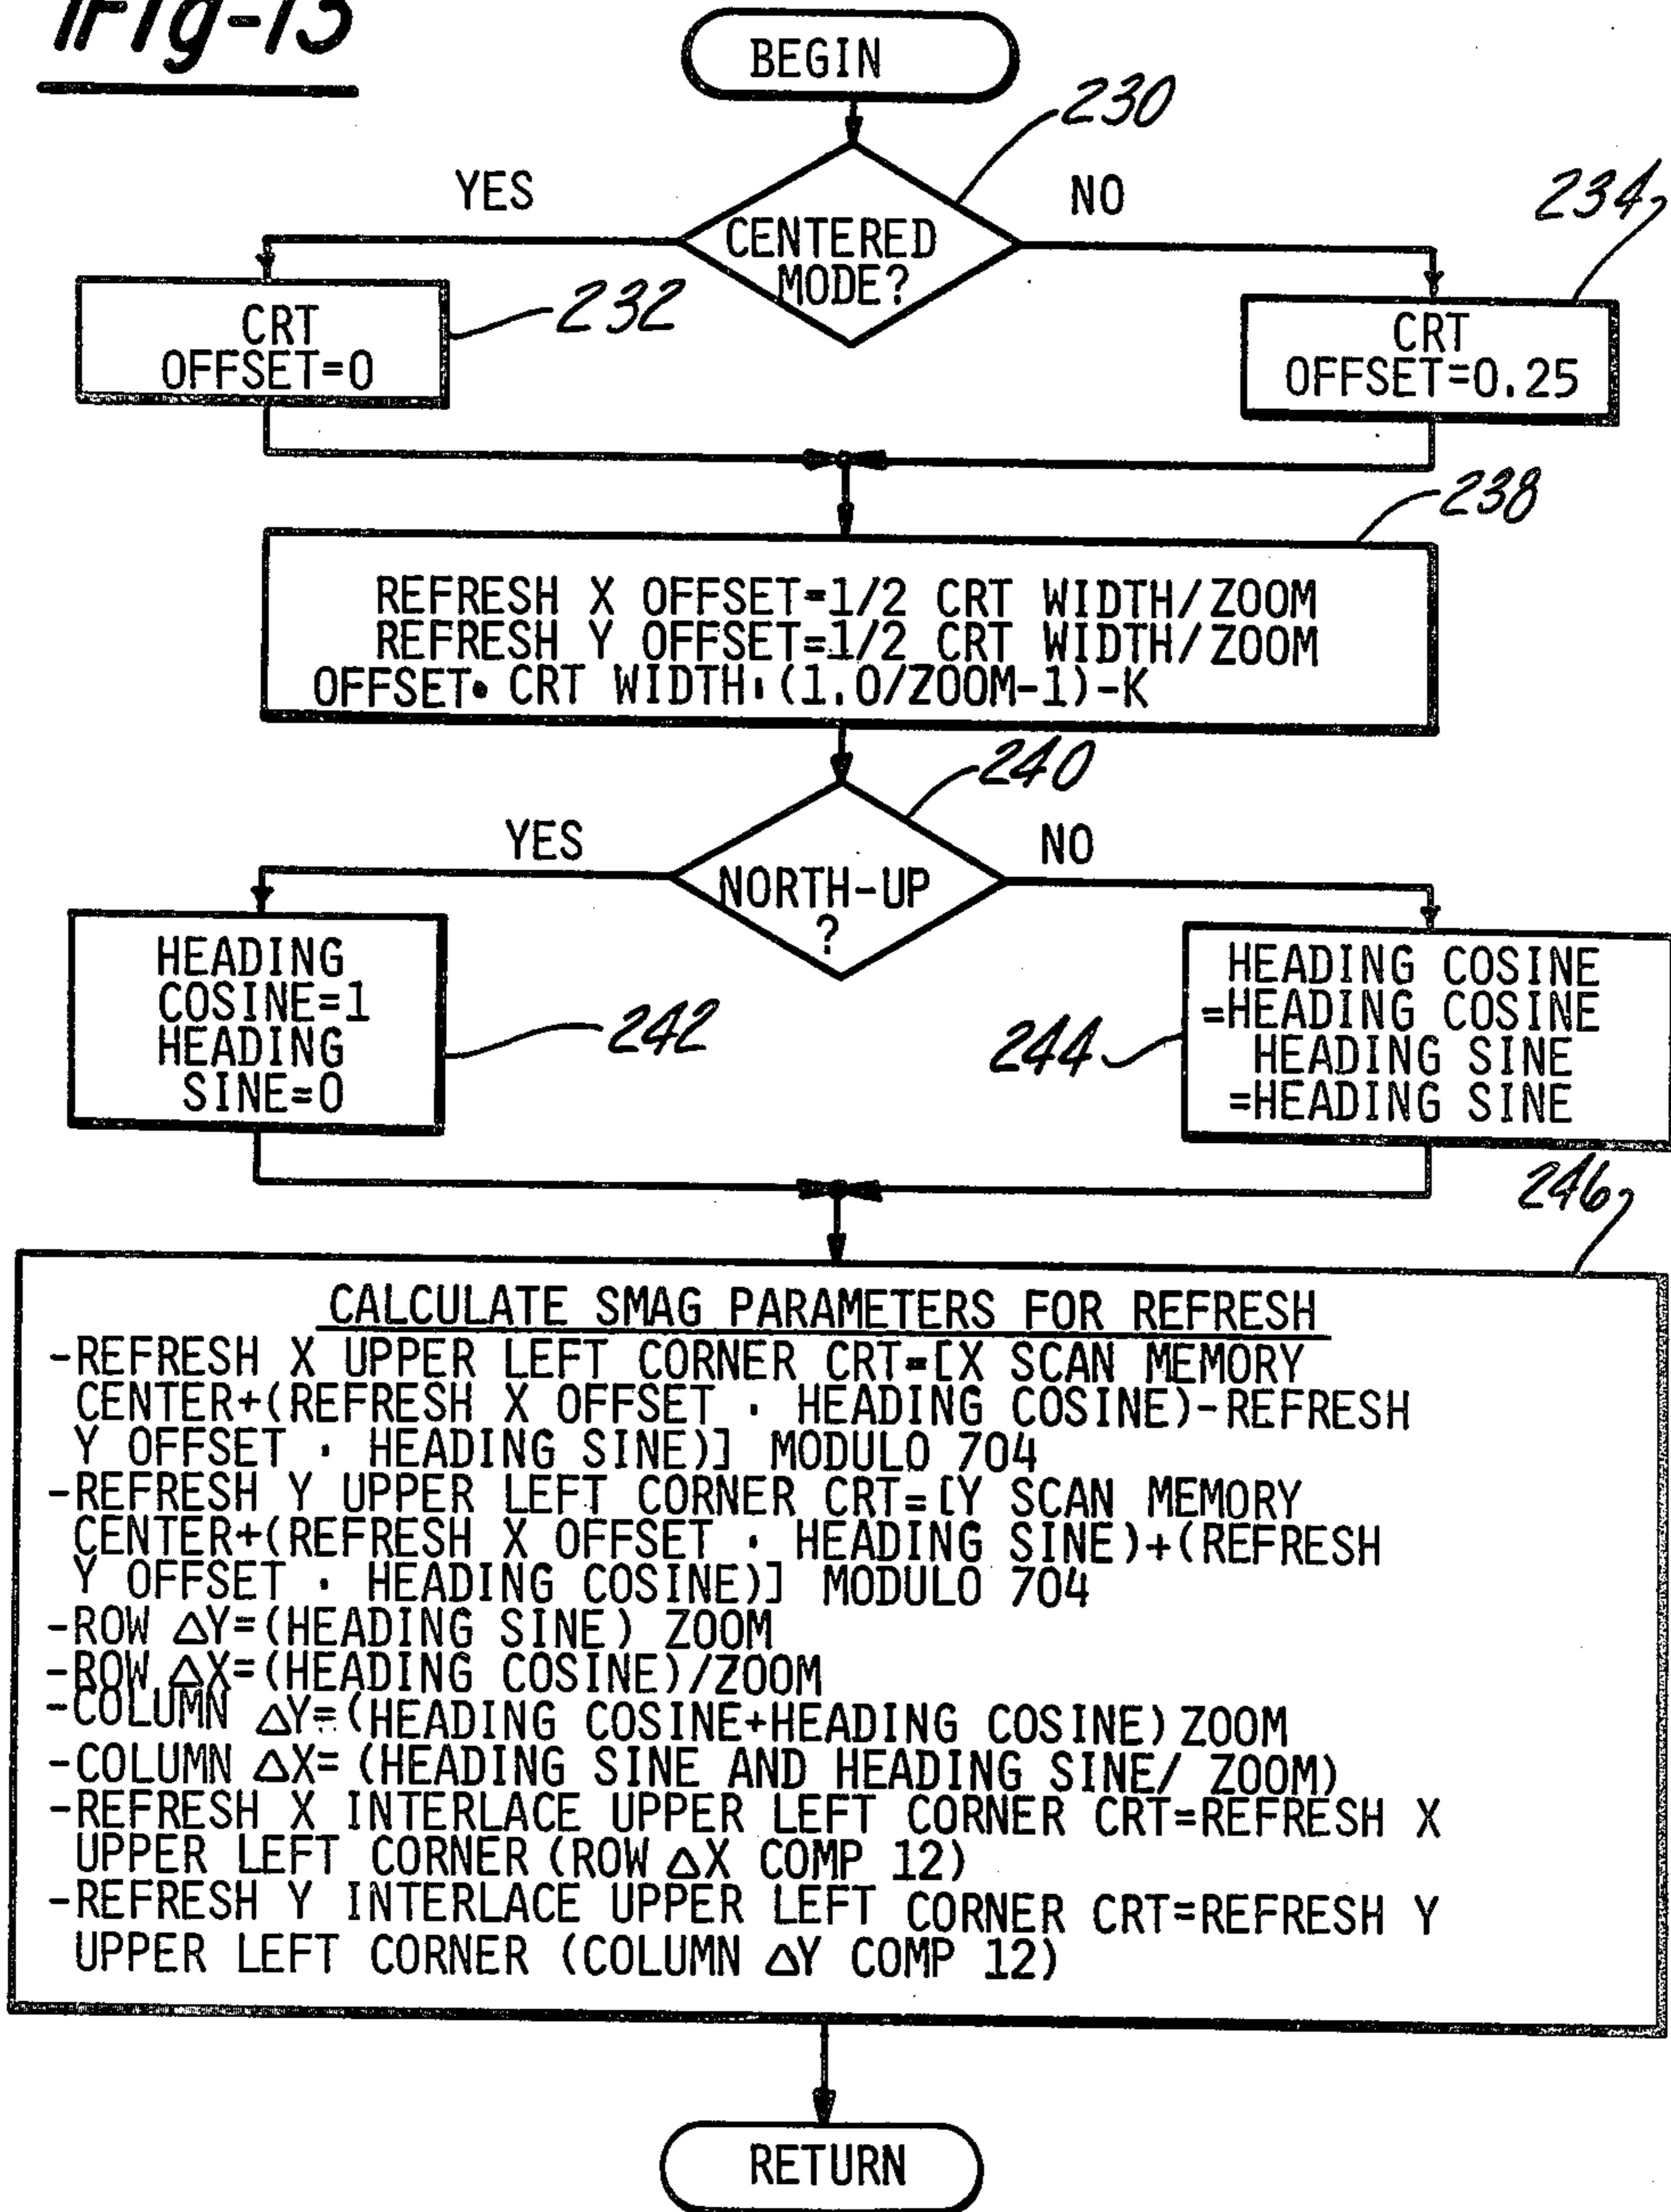 Fig-13
BEGIN
230
YES
NO
234
CENTERED
MODE?
CRT
OFFSET=0
232
CRT
OFFSET=0.25
238
REFRESH X OFFSET=1/2 CRT WIDTH/ZOOM
REFRESH Y OFFSET=1/2 CRT WIDTH/ZOOM
OFFSET• CRT WIDTH·(1.0/ZOOM-1)-K
240
YES
NO
NORTH-UP
?
HEADING
COSINE=1
HEADING
SINE=0
242
244
HEADING COSINE
=HEADING COSINE
HEADING SINE
=HEADING SINE
246
CALCULATE SMAG PARAMETERS FOR REFRESH
-REFRESH X UPPER LEFT CORNER CRT=[X SCAN MEMORY
CENTER+(REFRESH X OFFSET · HEADING COSINE)-REFRESH
Y OFFSET · HEADING SINE)] MODULO 704
-REFRESH Y UPPER LEFT CORNER CRT=[Y SCAN MEMORY
CENTER+(REFRESH X OFFSET · HEADING SINE)+(REFRESH
Y OFFSET · HEADING COSINE)] MODULO 704
-ROW △Y=(HEADING SINE) ZOOM
-ROW △X=(HEADING COSINE)/ZOOM
-COLUMN △Y=(HEADING COSINE+HEADING COSINE) ZOOM
-COLUMN △X=(HEADING SINE AND HEADING SINE/ ZOOM)
-REFRESH X INTERLACE UPPER LEFT CORNER CRT=REFRESH X
UPPER LEFT CORNER (ROW △X COMP 12)
-REFRESH Y INTERLACE UPPER LEFT CORNER CRT=REFRESH Y
UPPER LEFT CORNER (COLUMN △Y COMP 12)
RETURN